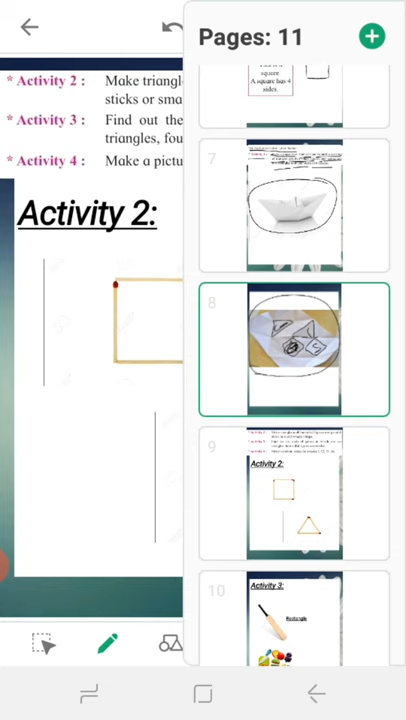 Pages: 11
* Activity 2 : Make triangl
sticks or sma
* Activity 3 : Find out the
triangles, fou
* Activity 4 : Make a pictu
Activity 2:
square
A square has 4
sides
7
8
9
Activity 2:
10
Activity 3:
Rectangle